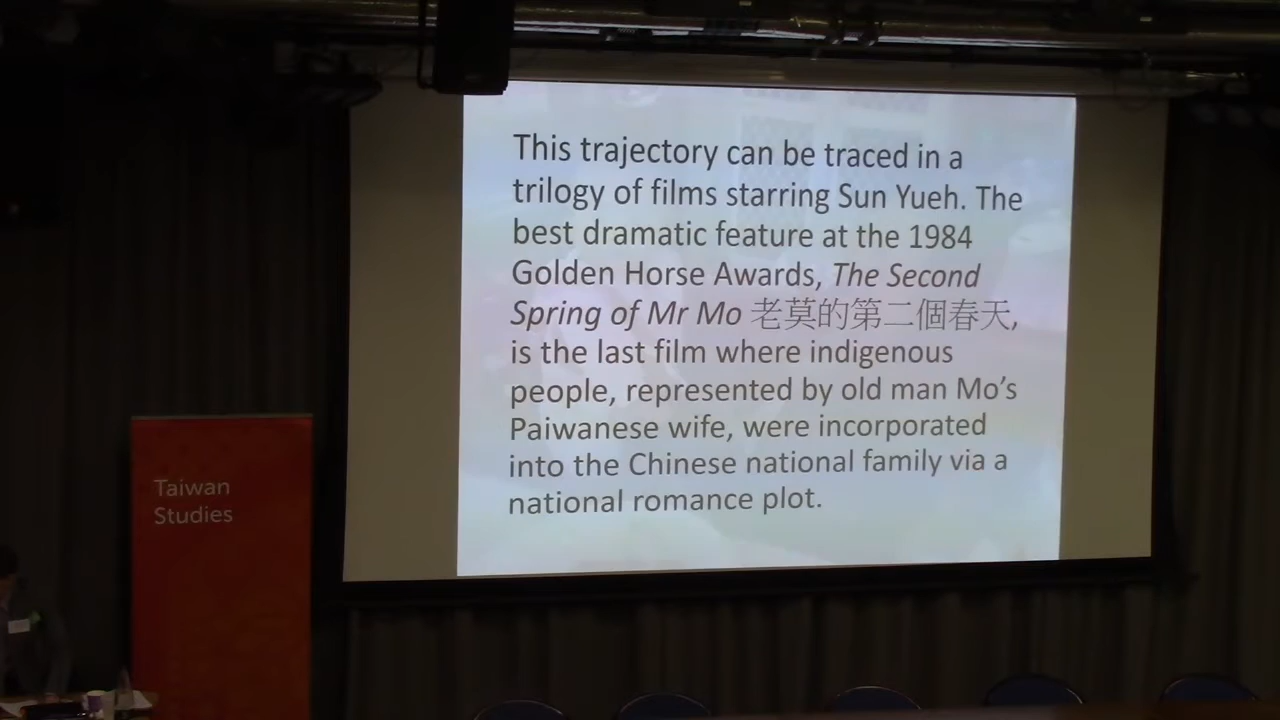 This trajectory can be traced in a
trilogy of films starring Sun Yueh. The
best dramatic feature at the 1984
Golden Horse Awards, The Second
Spring of Mr Mo 老莫的第二個春天,
is the last film where indigenous
people, represented by old man Mo's
Paiwanese wife, were incorporated
into the Chinese national family via a
national romance plot.
Taiwan
Studies